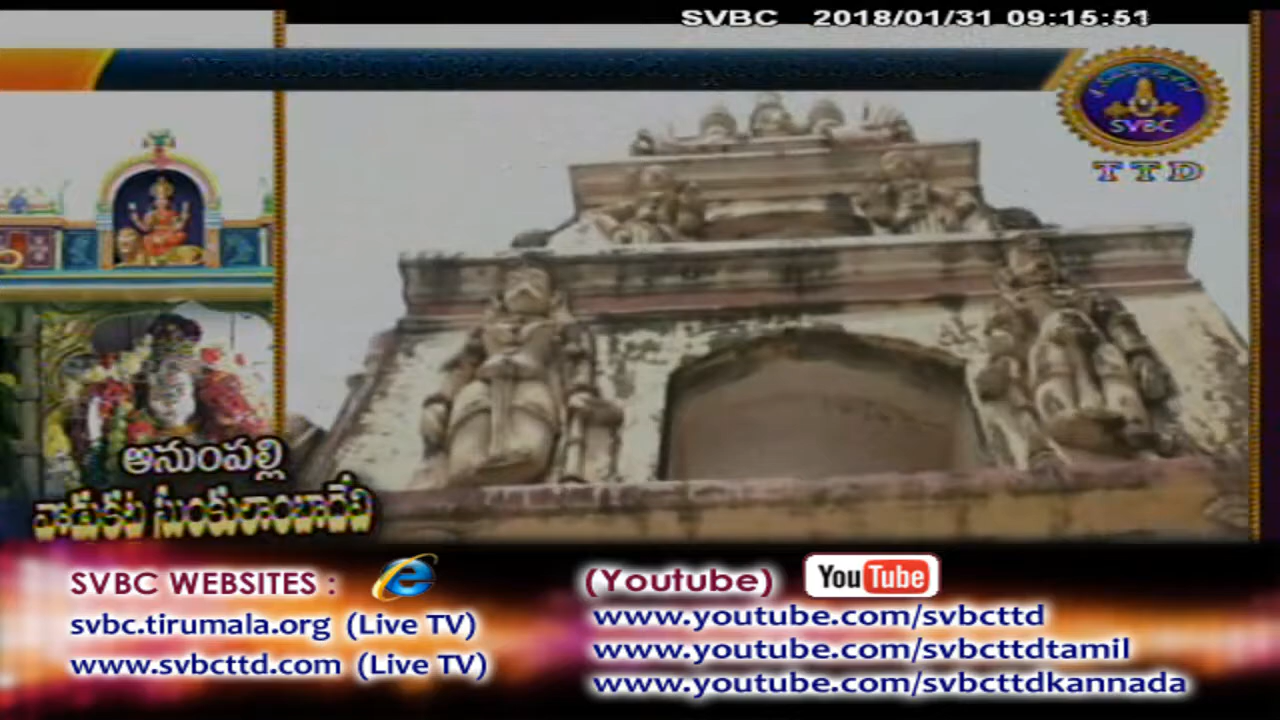 SVBC 2018/01/31 09:15:51
SVBC
TTD
అనుంపల్లి
వాడుకట్ల సుంకులాంబాదేవి
SVBC WEBSITES :
svbc.tirumala.org (Live TV)
www.svbcttd.com (Live TV)
(Youtube) YouTube
www.youtube.com/svbcttd
www.youtube.com/svbcttdtamil
www.youtube.com/svbcttdkannada